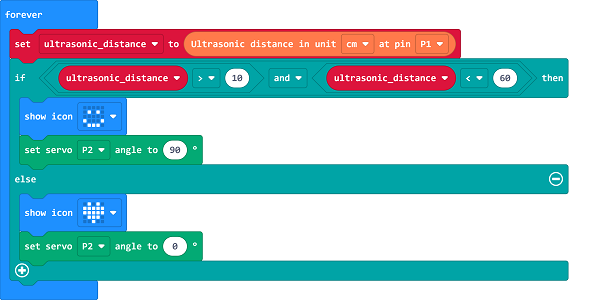 forever
set ultrasonic_distance to Ultrasonic distance in unit cm at pin P1
if ultrasonic_distance > 10 and ultrasonic_distance < 60 then
show icon
set servo P2 angle to 90 °
else
show icon
set servo P2 angle to 0 °